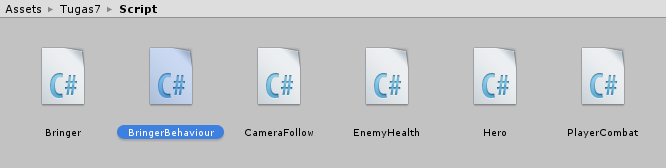 Assets ▸ Tugas7 ▸ Script
C# C# C# C# C# C#
Bringer BringerBehaviour CameraFollow EnemyHealth Hero PlayerCombat